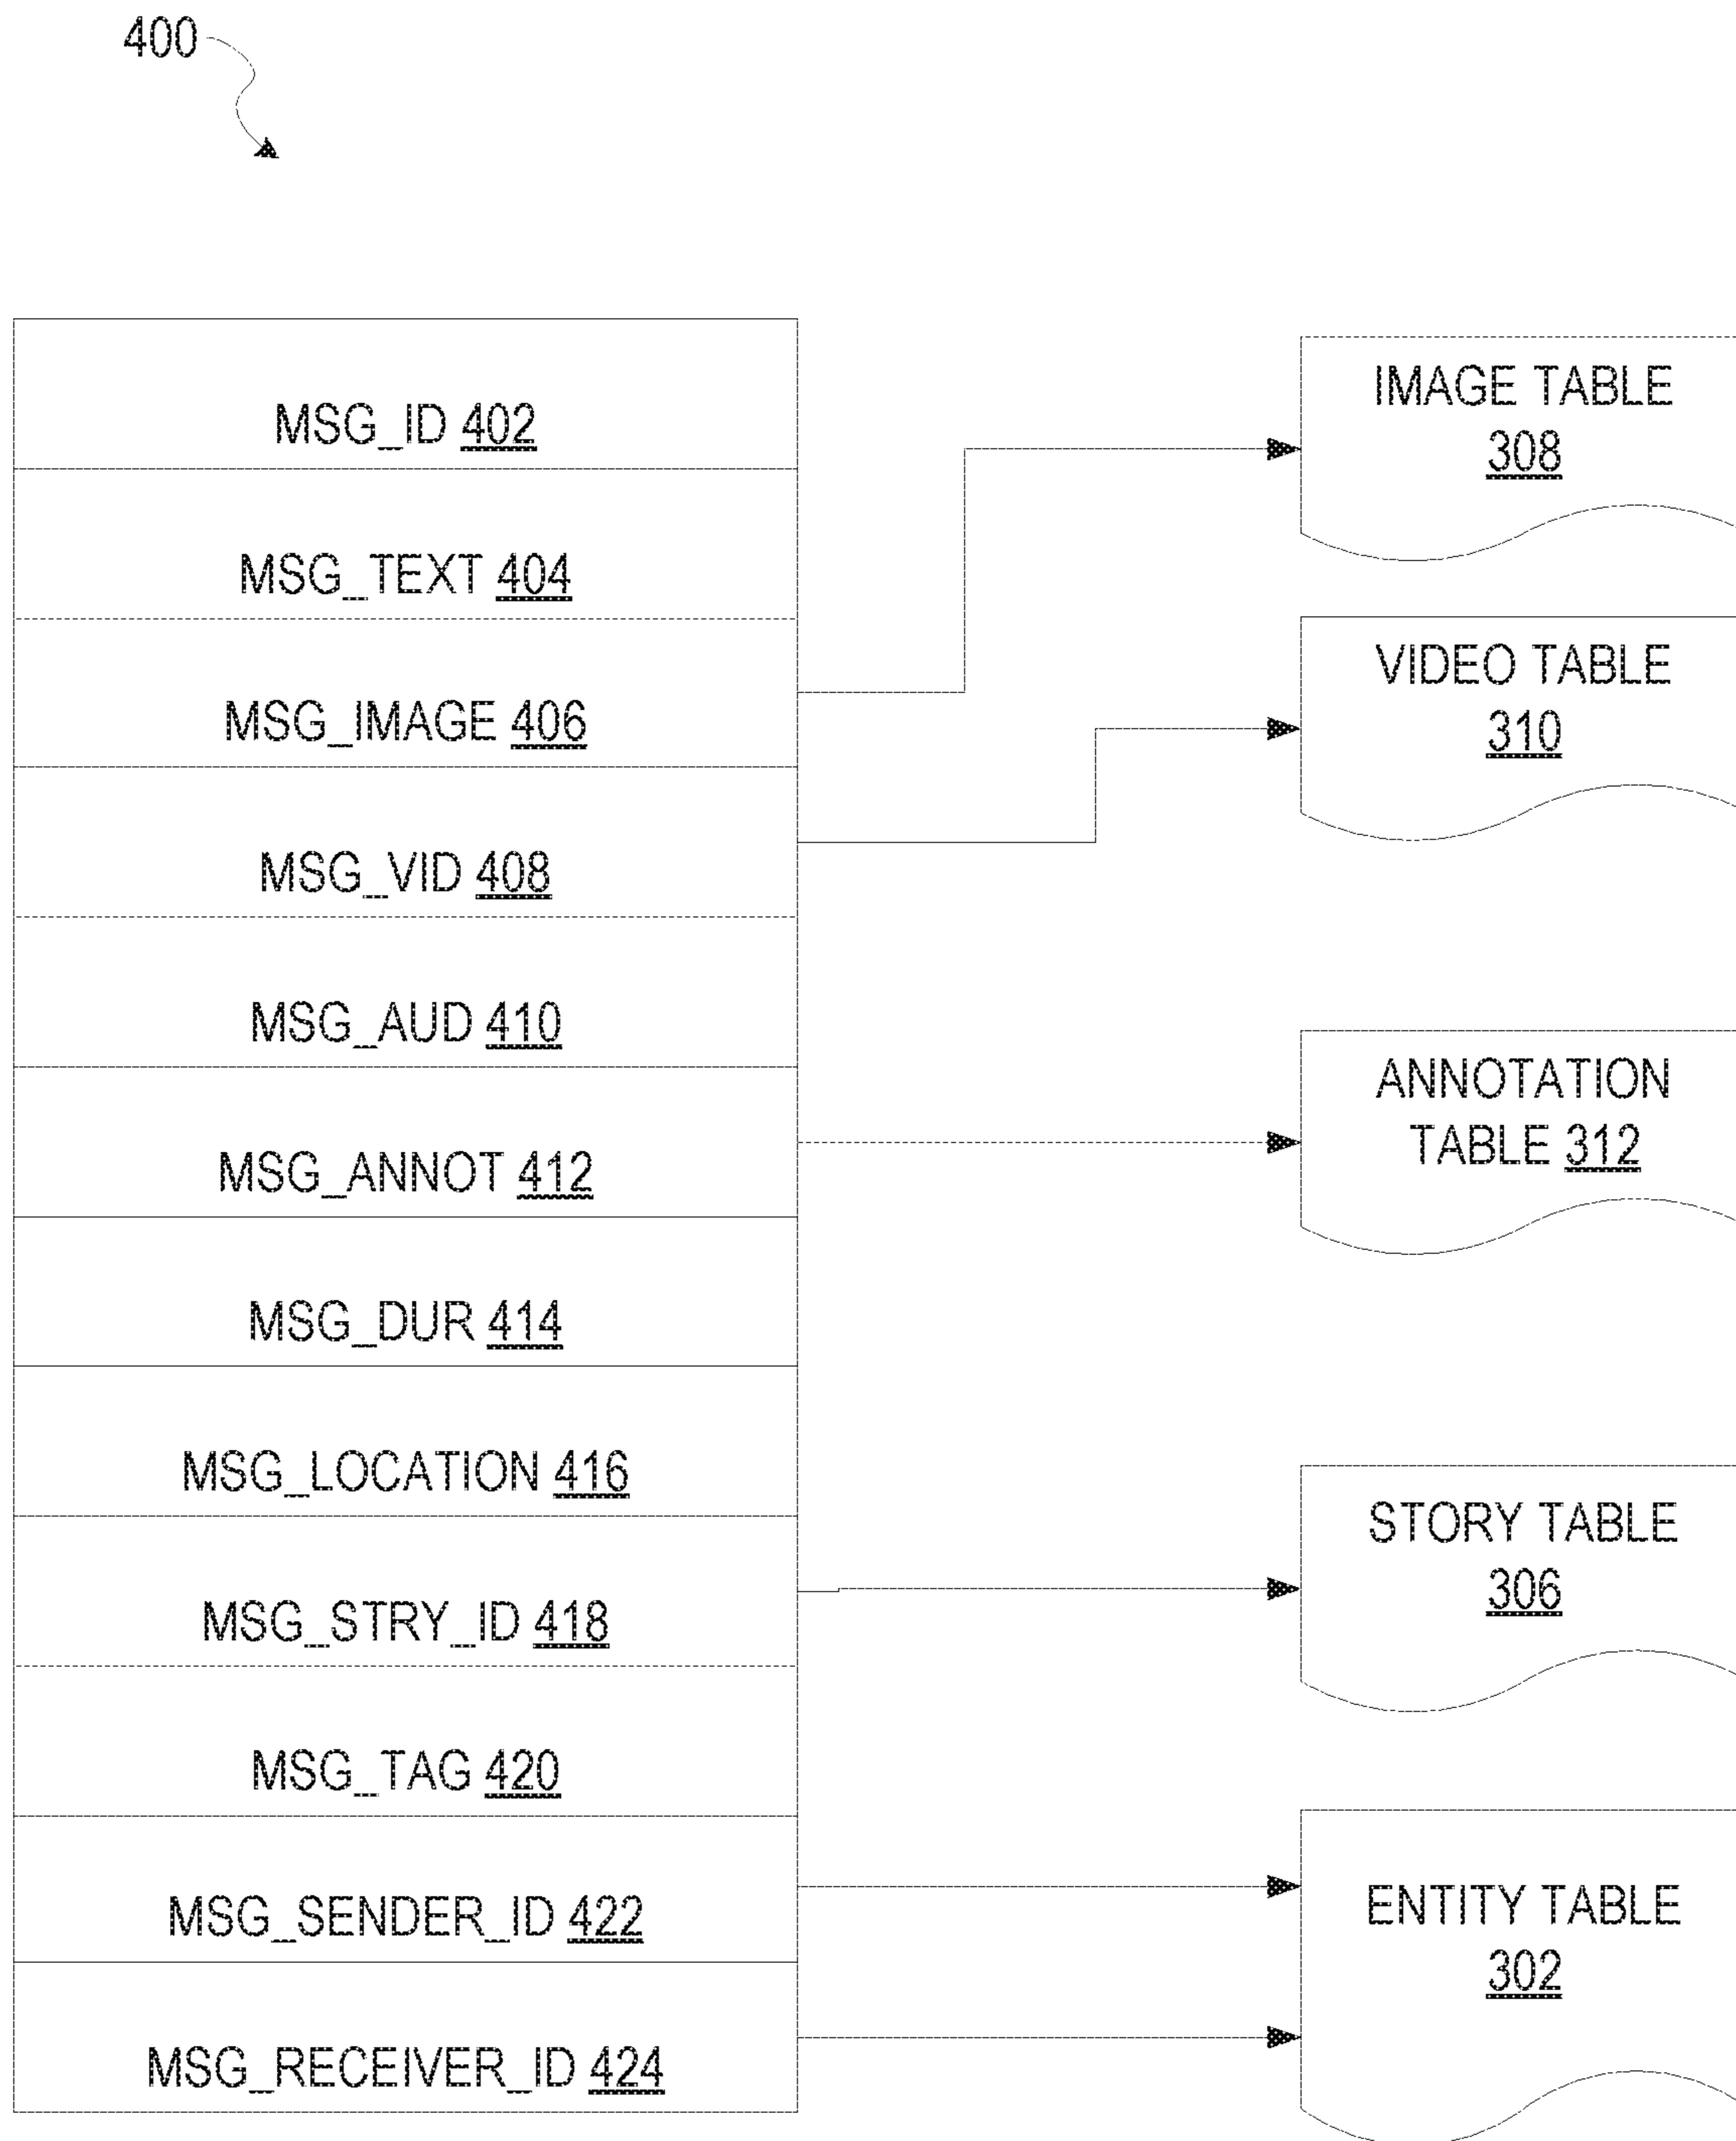 400
MSG_ID 402
MSG_TEXT 404
MSG_IMAGE 406
MSG_VID 408
MSG_AUD 410
MSG_ANNOT 412
MSG_DUR 414
MSG_LOCATION 416
MSG_STRY_ID 418
MSG_TAG 420
MSG_SENDER_ID 422
MSG_RECEIVER_ID 424
IMAGE TABLE
308
VIDEO TABLE
310
ANNOTATION
TABLE 312
STORY TABLE
306
ENTITY TABLE
302